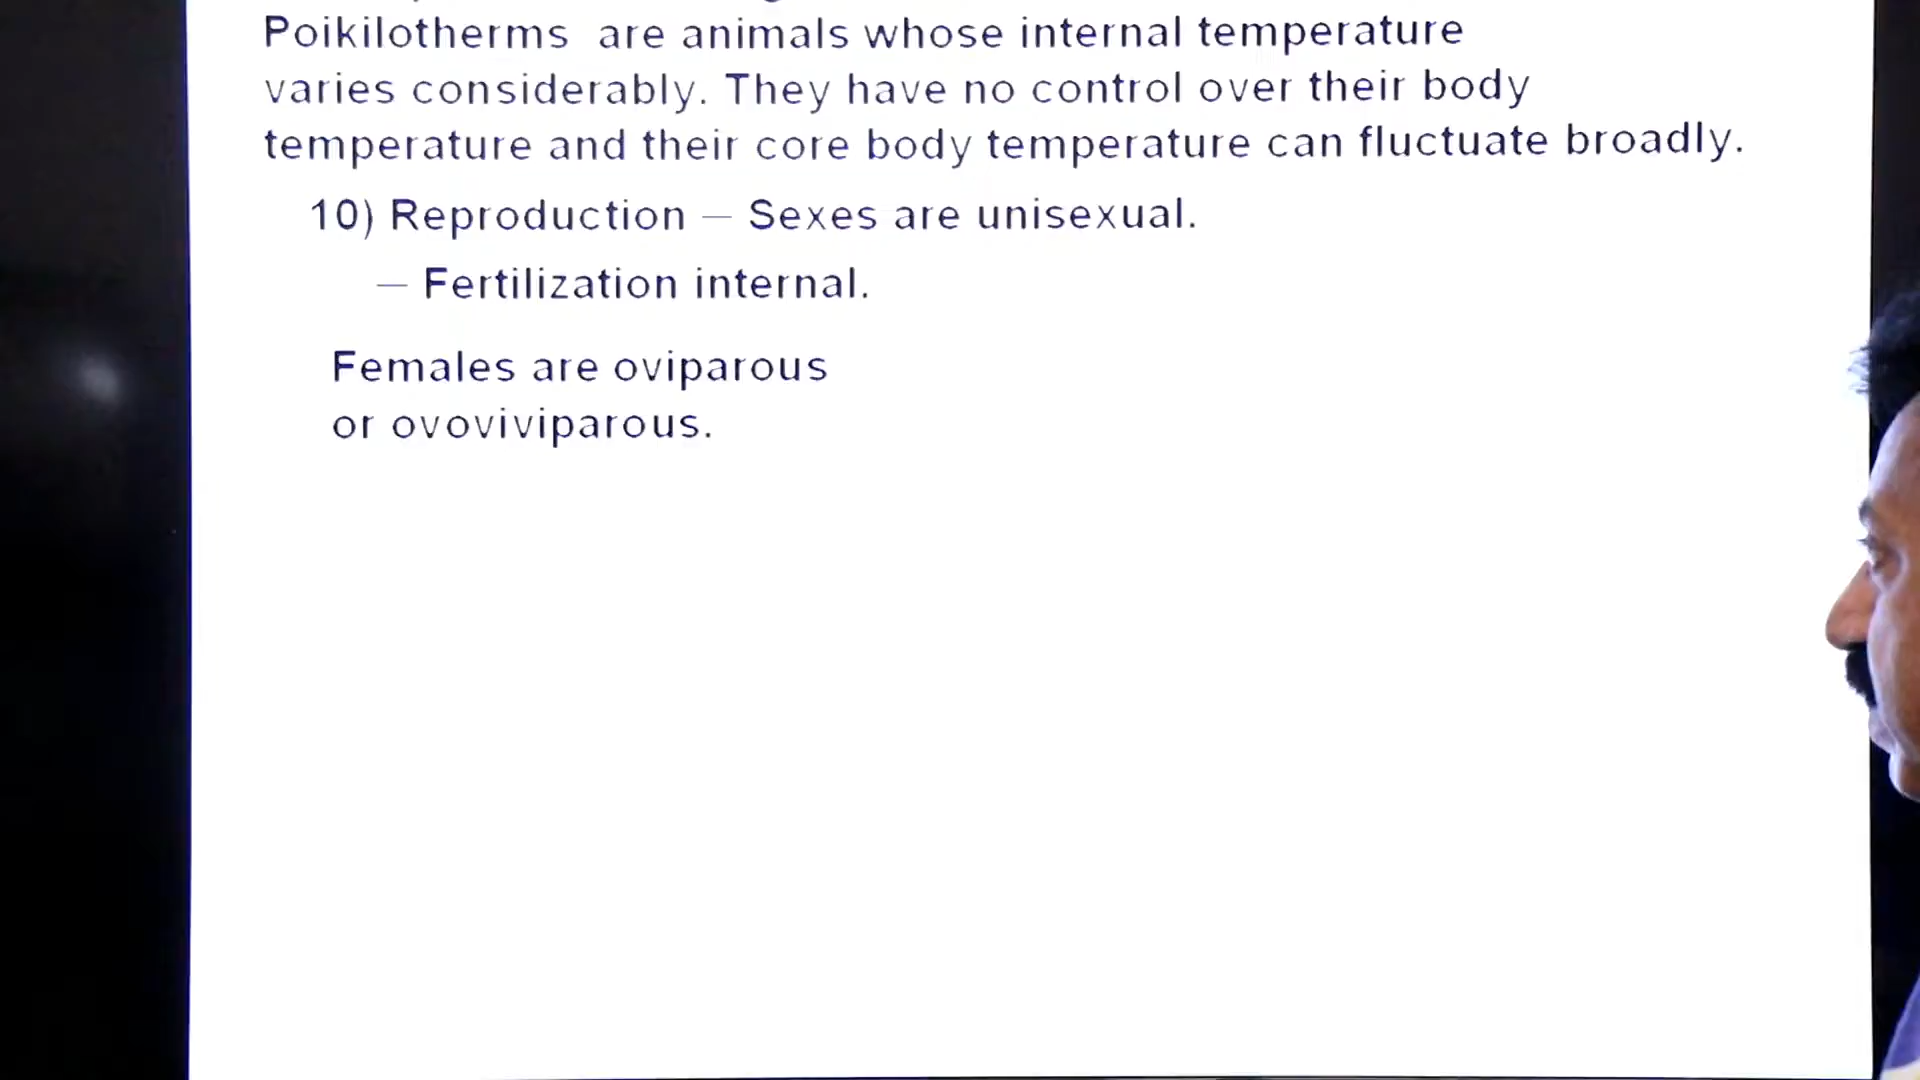 Poikilotherms are animals whose internal temperature
varies considerably. They have no control over their body
temperature and their core body temperature can fluctuate broadly.
10) Reproduction – Sexes are unisexual.
– Fertilization internal.
Females are oviparous
or ovoviviparous.